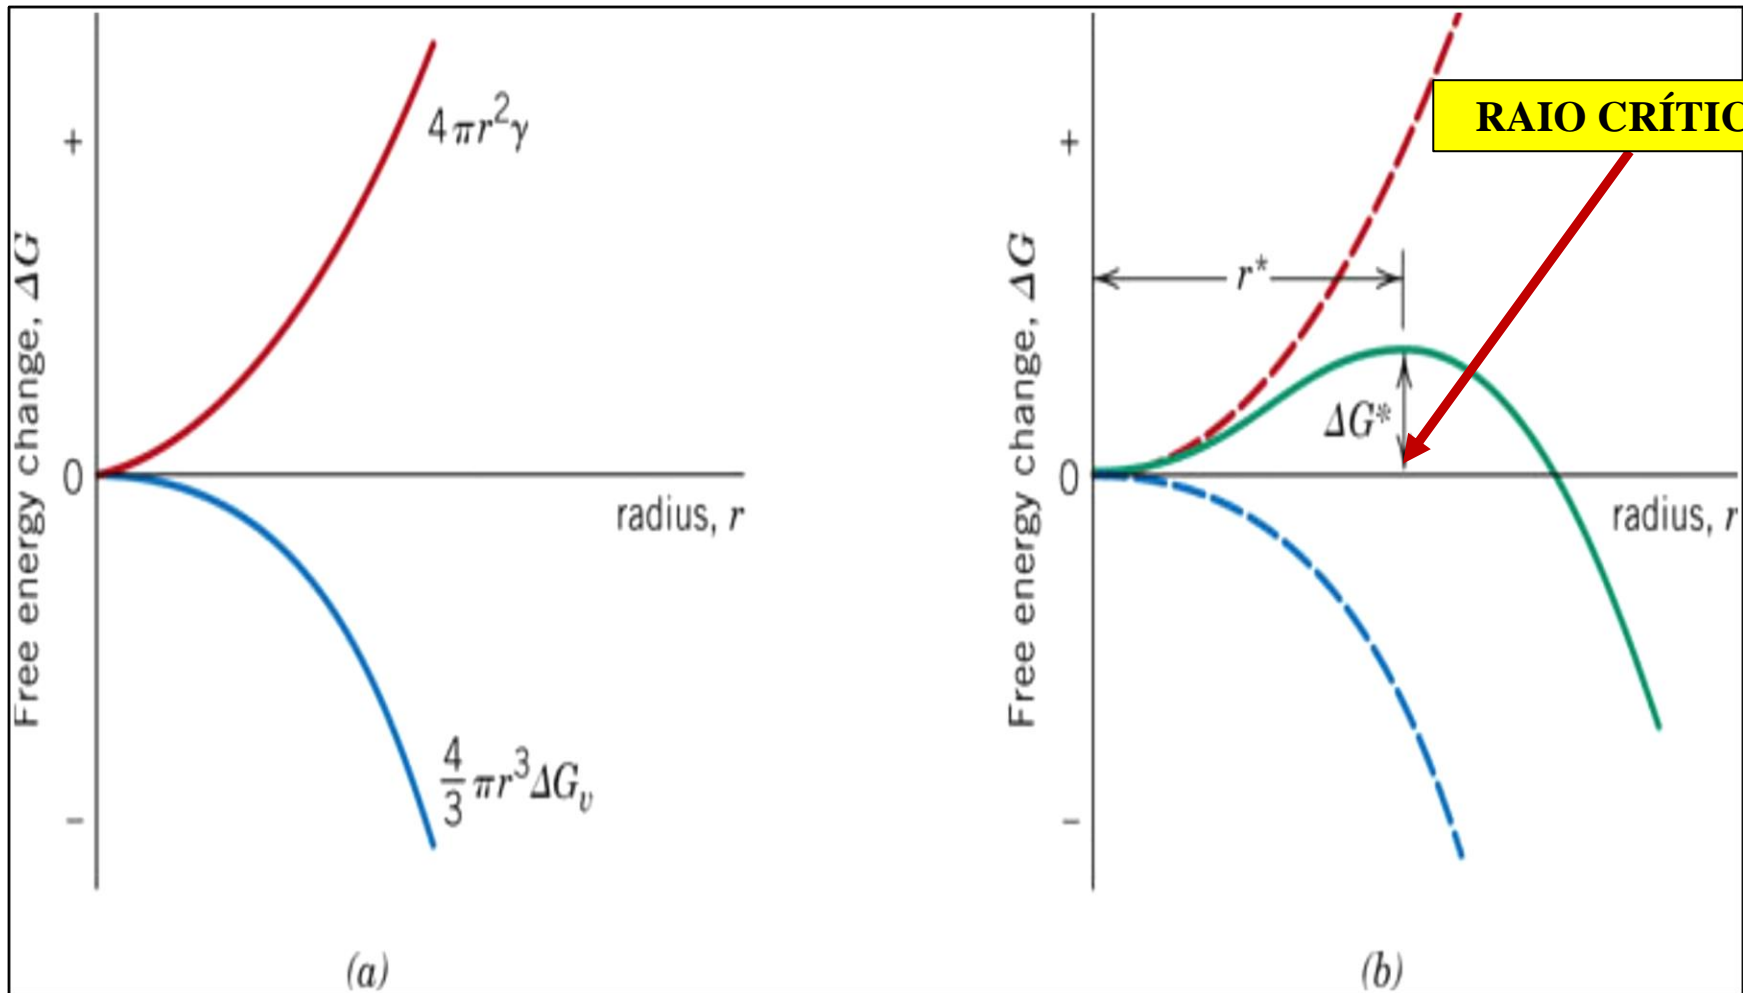 Free energy change, ΔG
+
0
−
4πr²γ
radius, r
4/3 πr³ΔGᵥ
(a)
Free energy change, ΔG
+
0
−
RAIO CRÍTIC
r*
ΔG*
radius, r
(b)